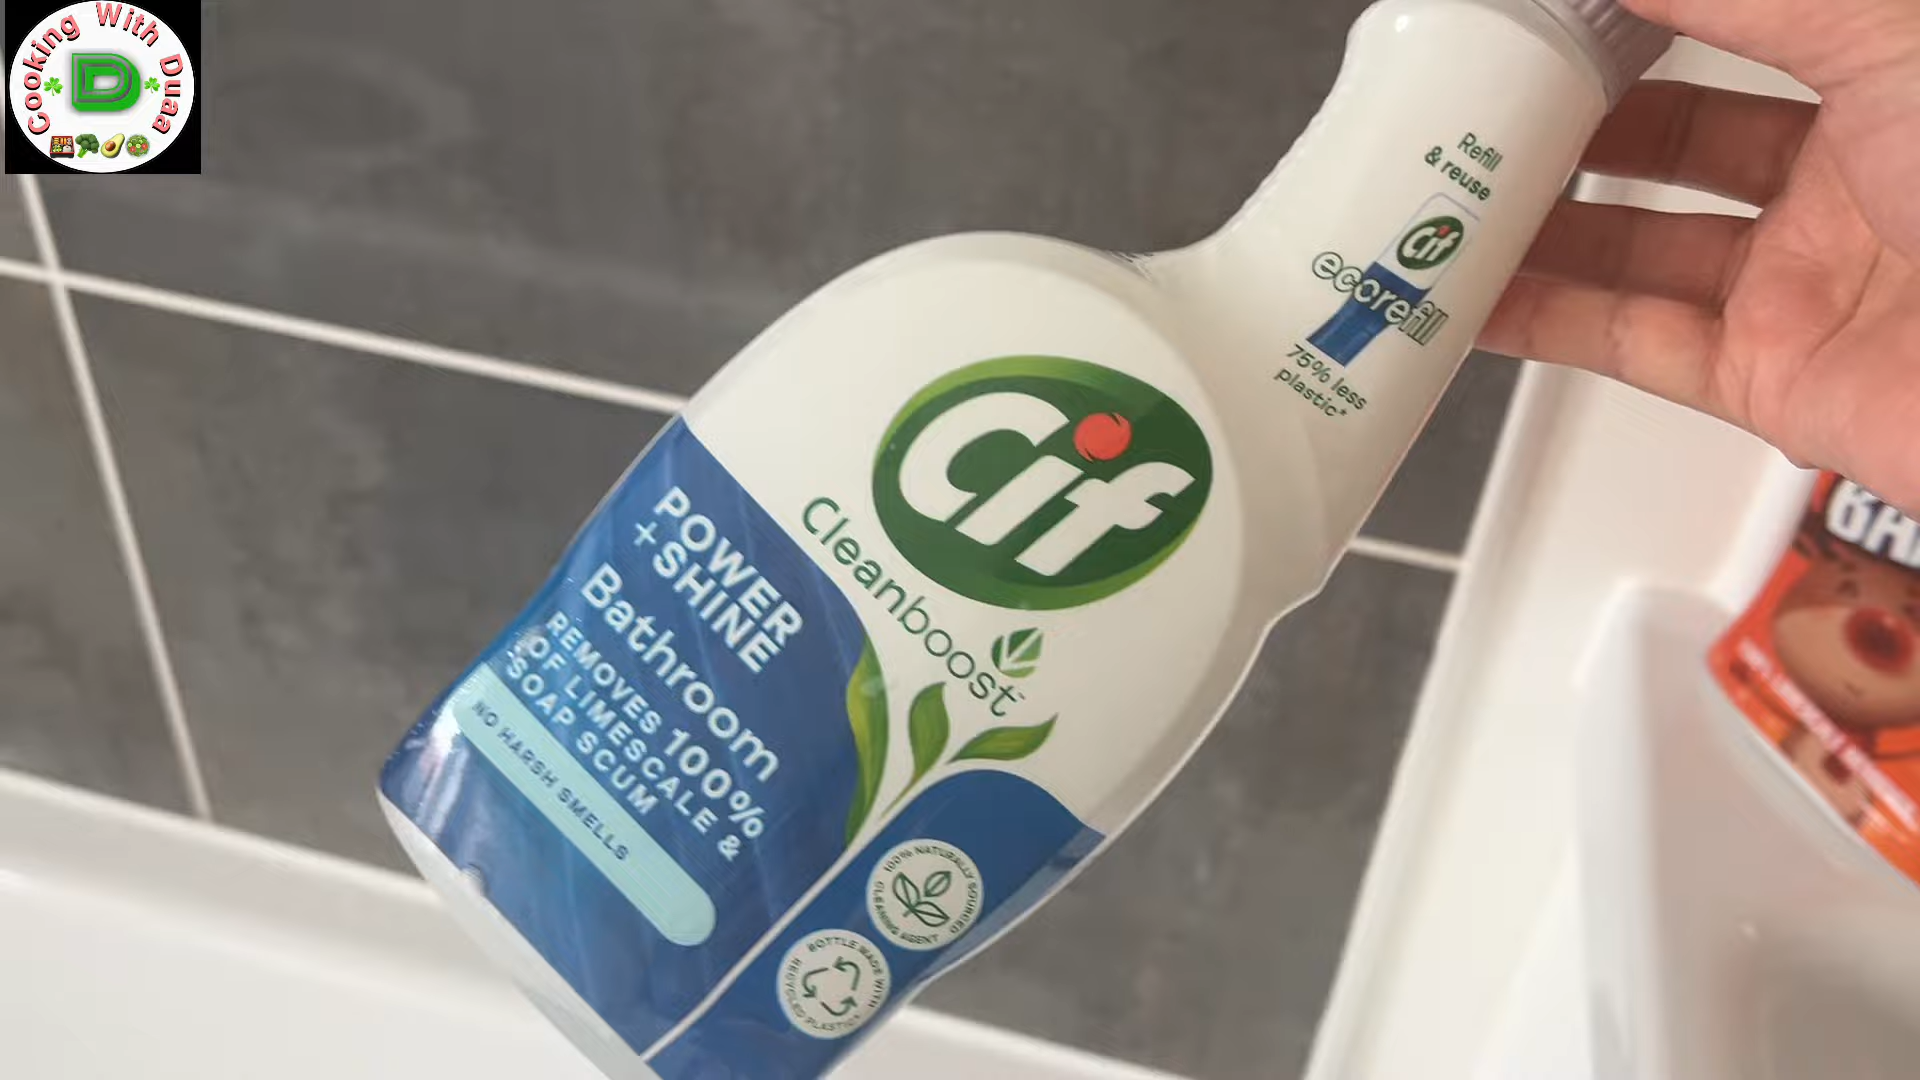 Cooking With Duaa
D
Refill
& reuse
Cif
ecorefill
75% less
plastic*
Cif
Cleanboost™
POWER
+SHINE
Bathroom
REMOVES 100%
OF LIMESCALE &
SOAP SCUM
NO HARSH SMELLS
100% NATURALLY SOURCED
CLEANING AGENT
BOTTLE MADE WITH
RECYCLED PLASTIC